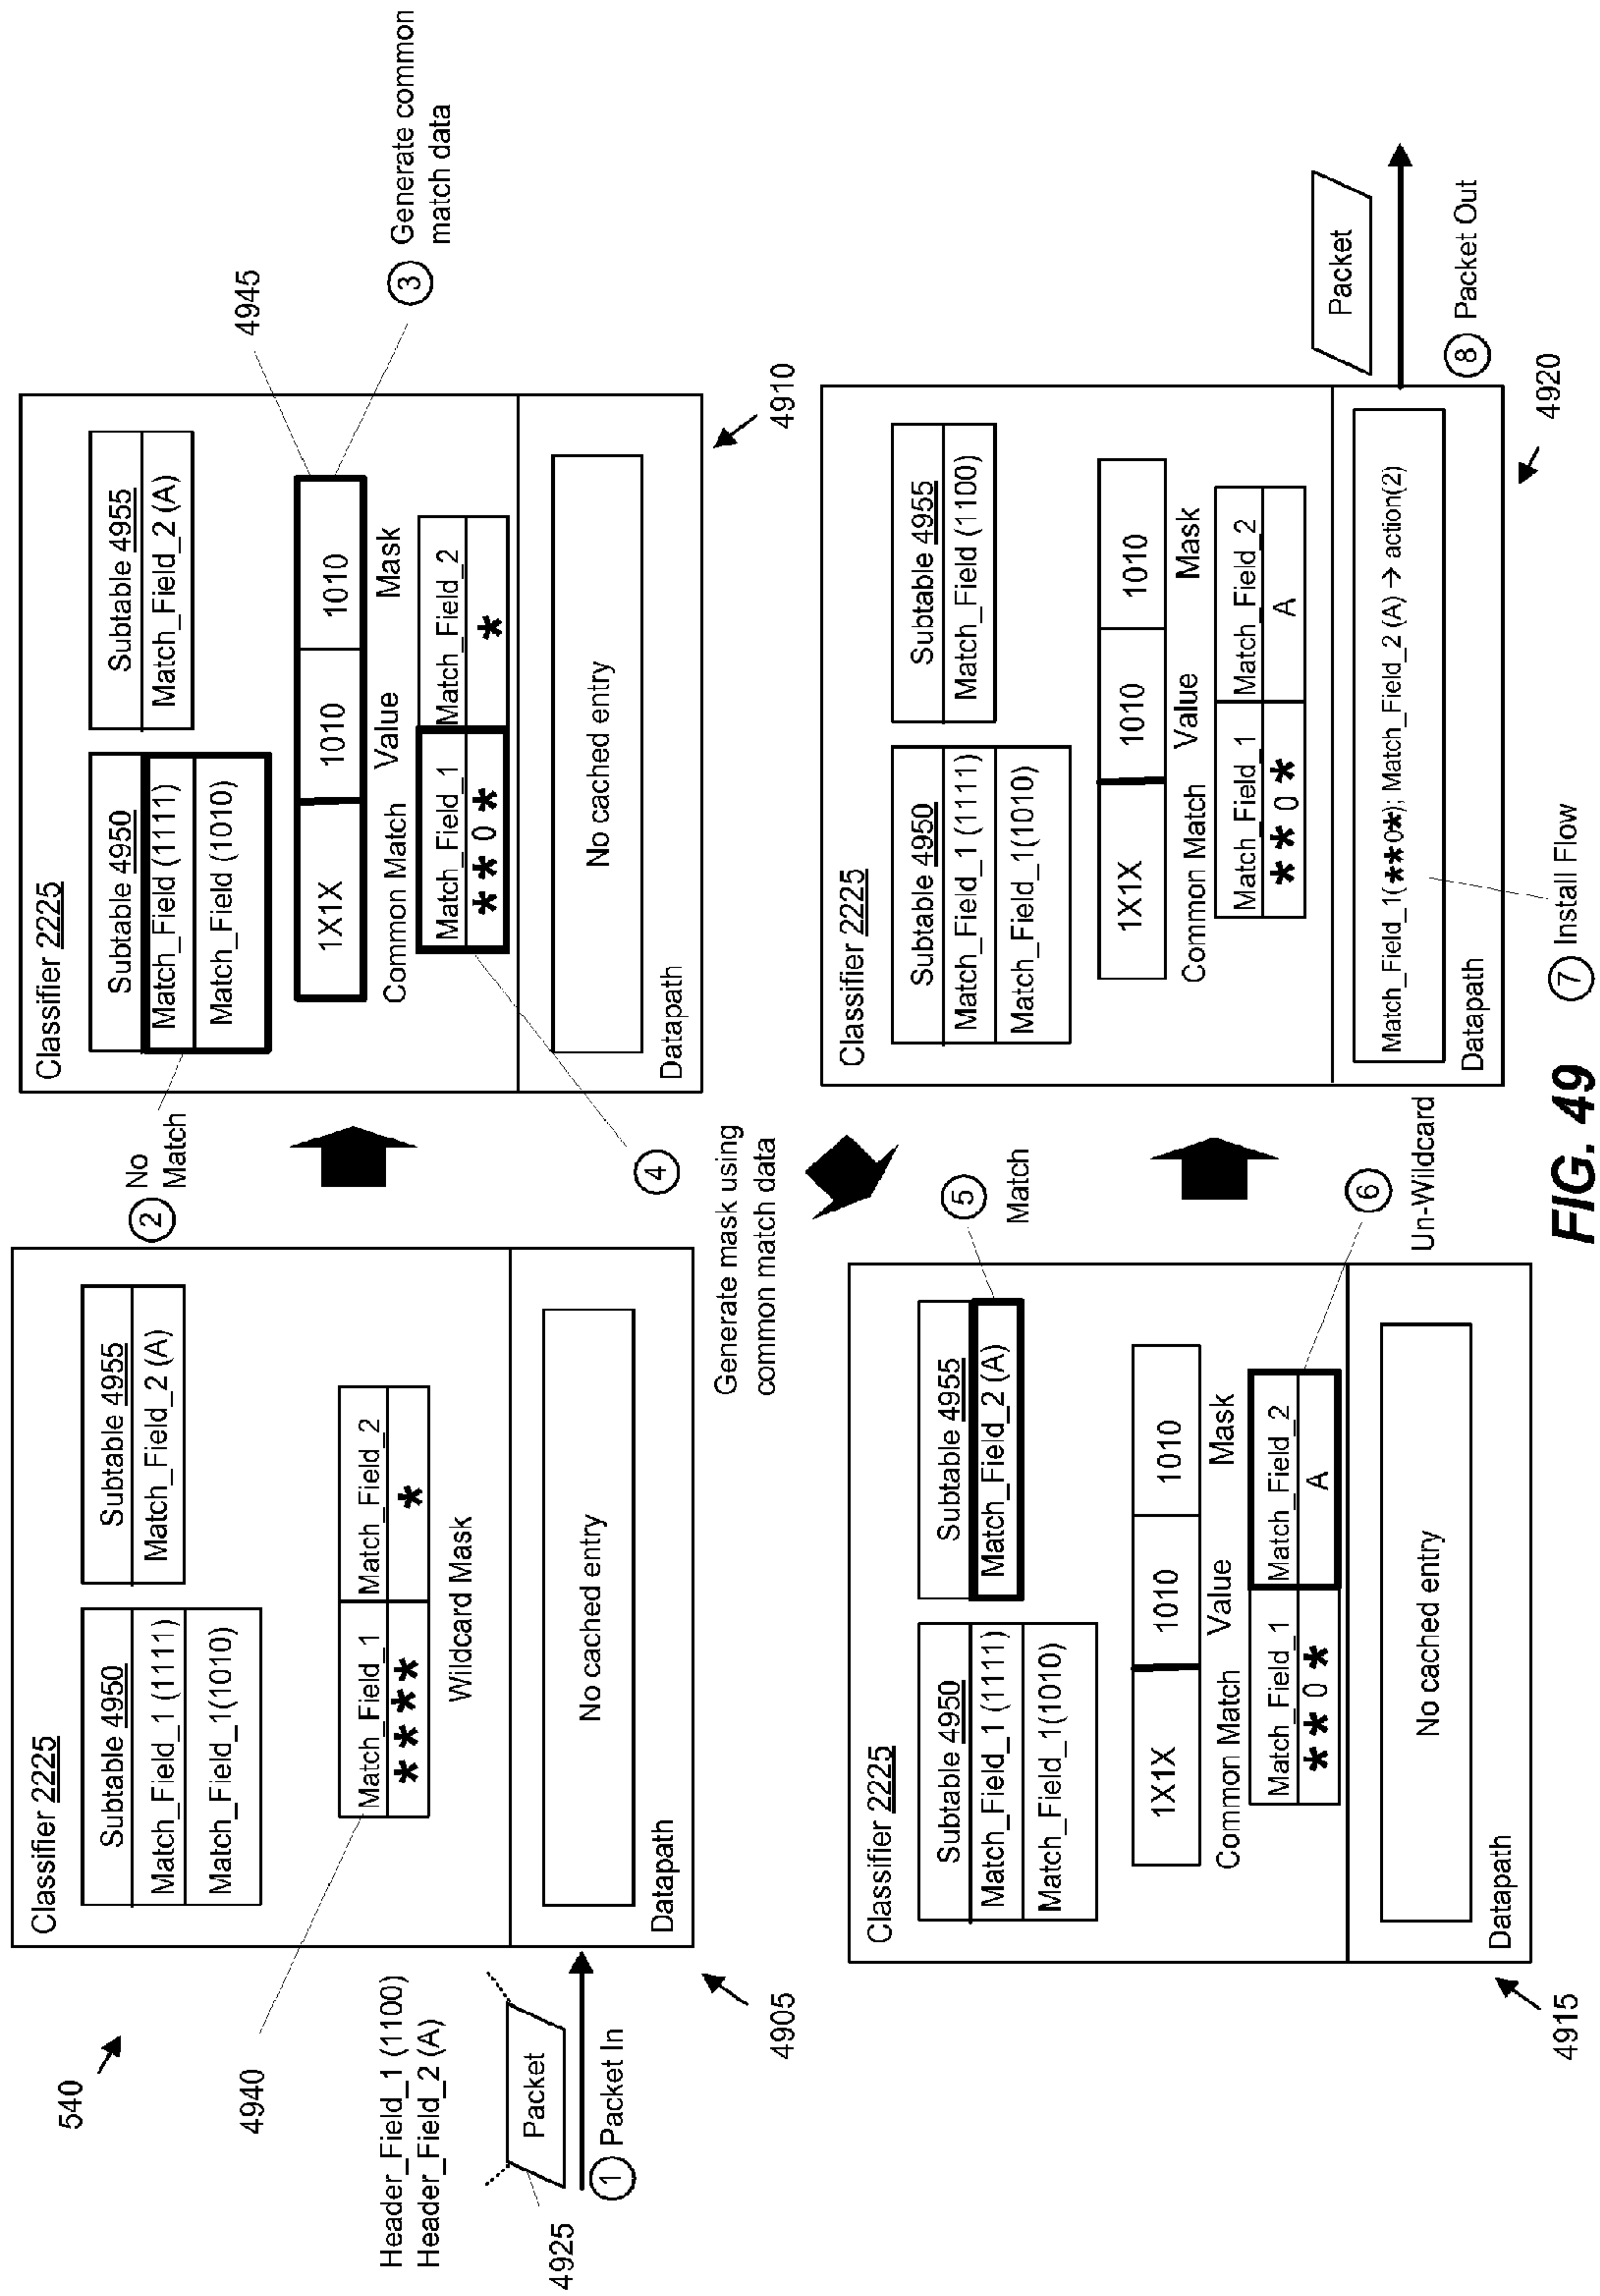 540
4940
Header_Field_1 (1100)
Header_Field_2 (A)
Packet
4925
1 Packet In
Classifier 2225
Subtable 4950
Match_Field_1 (1111)
Match_Field_1(1010)
Subtable 4955
Match_Field_2 (A)
Match_Field_1
Match_Field_2
****
*
Wildcard Mask
No cached entry
Datapath
4905
2 No
Match
Classifier 2225
Subtable 4950
Match_Field (1111)
Match_Field (1010)
Subtable 4955
Match_Field_2 (A)
4945
3 Generate common
match data
1X1X
1010
1010
Common Match
Value
Mask
Match_Field_1
Match_Field_2
**0*
*
No cached entry
Datapath
4910
4
Generate mask using
common match data
Classifier 2225
Subtable 4950
Match_Field_1 (1111)
Match_Field_1(1010)
Subtable 4955
Match_Field_2 (A)
5
Match
1X1X
1010
1010
Common Match
Value
Mask
Match_Field_1
Match_Field_2
**0*
A
6
Un-Wildcard
No cached entry
Datapath
4915
Classifier 2225
Subtable 4950
Match_Field_1 (1111)
Match_Field_1(1010)
Subtable 4955
Match_Field (1100)
1X1X
1010
1010
Common Match
Value
Mask
Match_Field_1
Match_Field_2
**0*
A
Match_Field_1(**0*); Match_Field_2 (A) → action(2)
Datapath
Packet
8 Packet Out
4920
7 Install Flow
FIG. 49